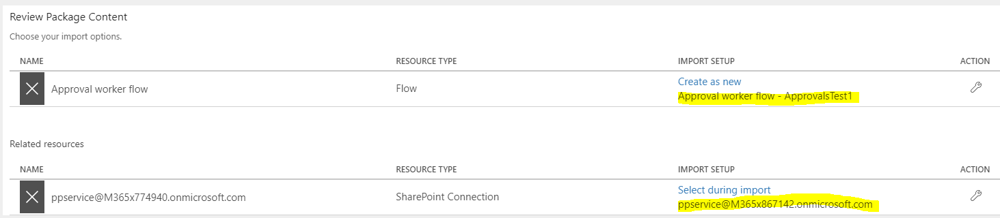 Review Package Content
Choose your import options.
NAME RESOURCE TYPE IMPORT SETUP ACTION
Approval worker flow Flow Create as new
Approval worker flow - ApprovalsTest1
Related resources
NAME RESOURCE TYPE IMPORT SETUP ACTION
ppservice@M365x774940.onmicrosoft.com SharePoint Connection Select during import
ppservice@M365x867142.onmicrosoft.com